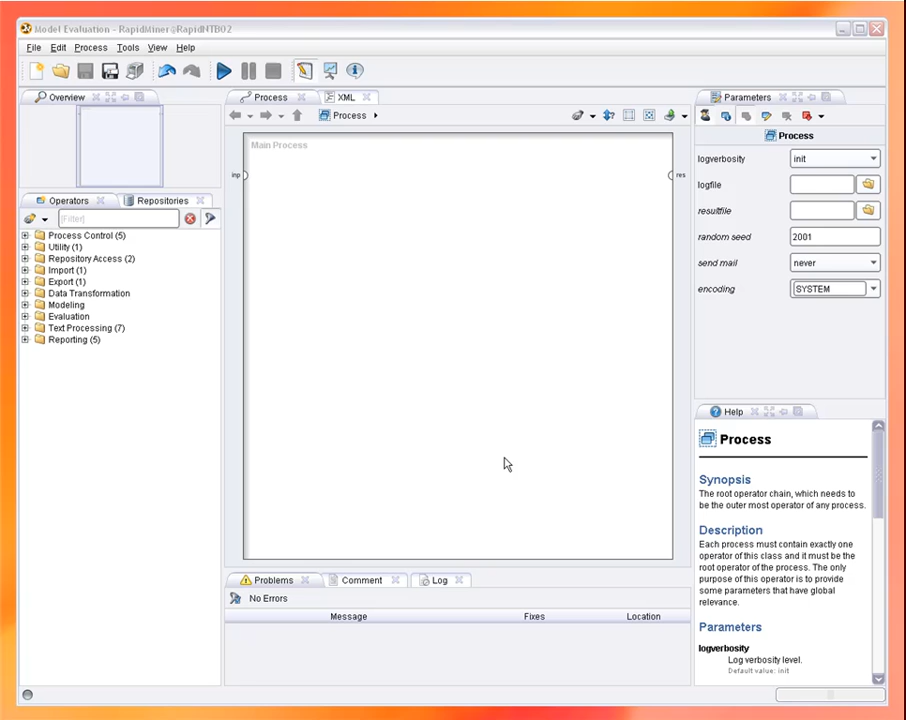 Model Evaluation - RapidMiner@RapidNTB02
File Edit Process Tools View Help
Overview
Operators Repositories
[Filter]
Process Control (5)
Utility (1)
Repository Access (2)
Import (1)
Export (1)
Data Transformation
Modeling
Evaluation
Text Processing (7)
Reporting (5)
Process XML
Process
Main Process
inp
res
Problems Comment Log
No Errors
Message Fixes Location
Parameters
Process
logverbosity init
logfile
resultfile
random seed 2001
send mail never
encoding SYSTEM
Help
Process
Synopsis
The root operator chain, which needs to
be the outer most operator of any process.
Description
Each process must contain exactly one
operator of this class and it must be the
root operator of the process. The only
purpose of this operator is to provide
some parameters that have global
relevance.
Parameters
logverbosity
Log verbosity level.
Default value: init